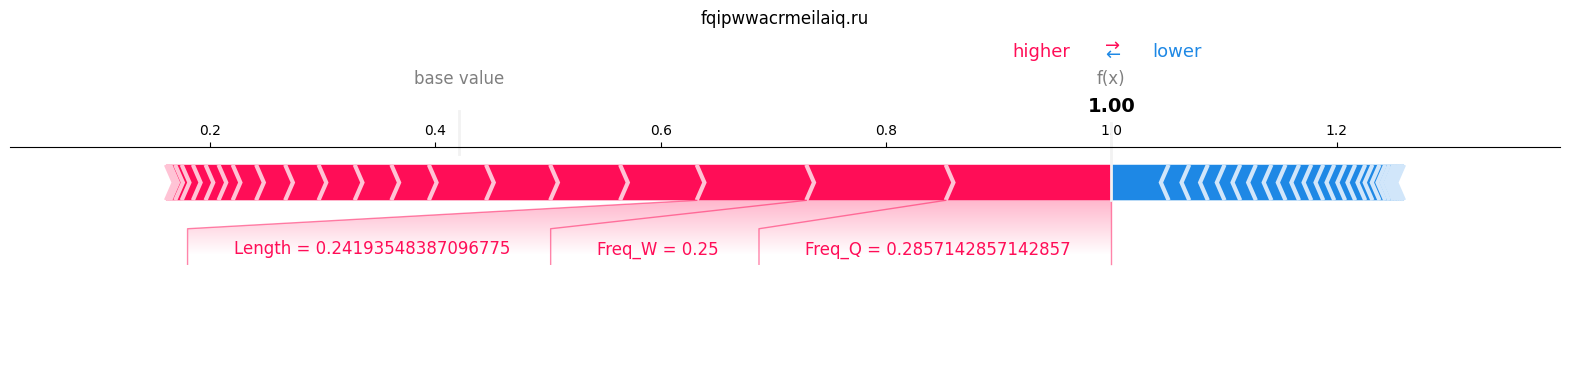 fqipwwacrmeilaiq.ru
higher → ← lower
base value f(x)
1.00
0.2 0.4 0.6 0.8 1.0 1.2
Length = 0.24193548387096775 Freq_W = 0.25 Freq_Q = 0.2857142857142857